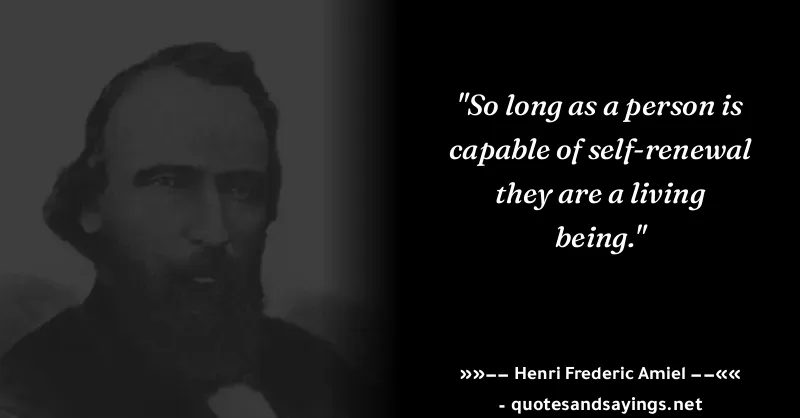 "So long as a person is
capable of self-renewal
they are a living
being."
»»−− Henri Frederic Amiel −−««
- quotesandsayings.net